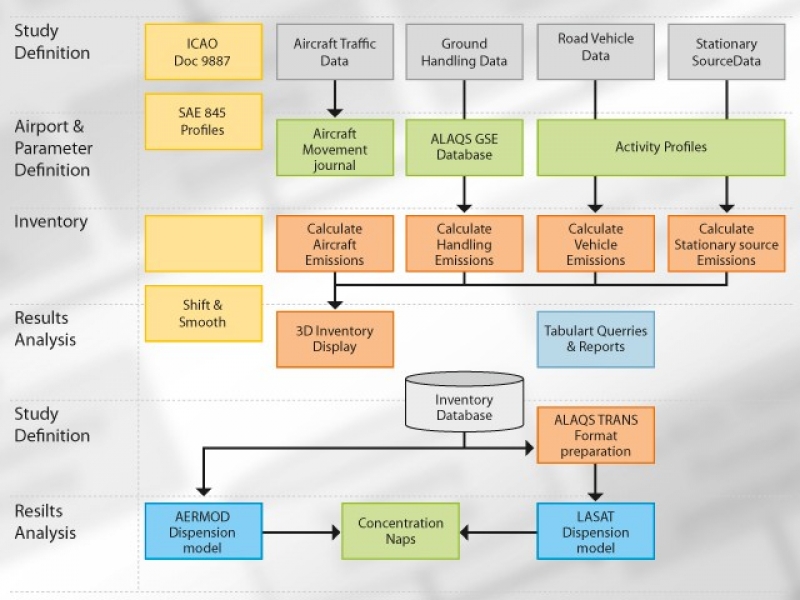 Study
Definition
ICAO
Doc 9887
Aircraft Traffic
Data
Ground
Handling Data
Road Vehicle
Data
Stationary
SourceData
SAE 845
Profiles
Airport &
Parameter
Definition
Aircraft
Movement
journal
ALAQS GSE
Database
Activity Profiles
Inventory
Calculate
Aircraft
Emissions
Calculate
Handling
Emissions
Calculate
Vehicle
Emissions
Calculate
Stationary source
Emissions
Shift &
Smooth
Results
Analysis
3D Inventory
Display
Tabulart Querries
& Reports
Inventory
Database
Study
Definition
ALAQS TRANS
Format
preparation
Resilts
Analysis
AERMOD
Dispension
model
Concentration
Naps
LASAT
Dispension
model